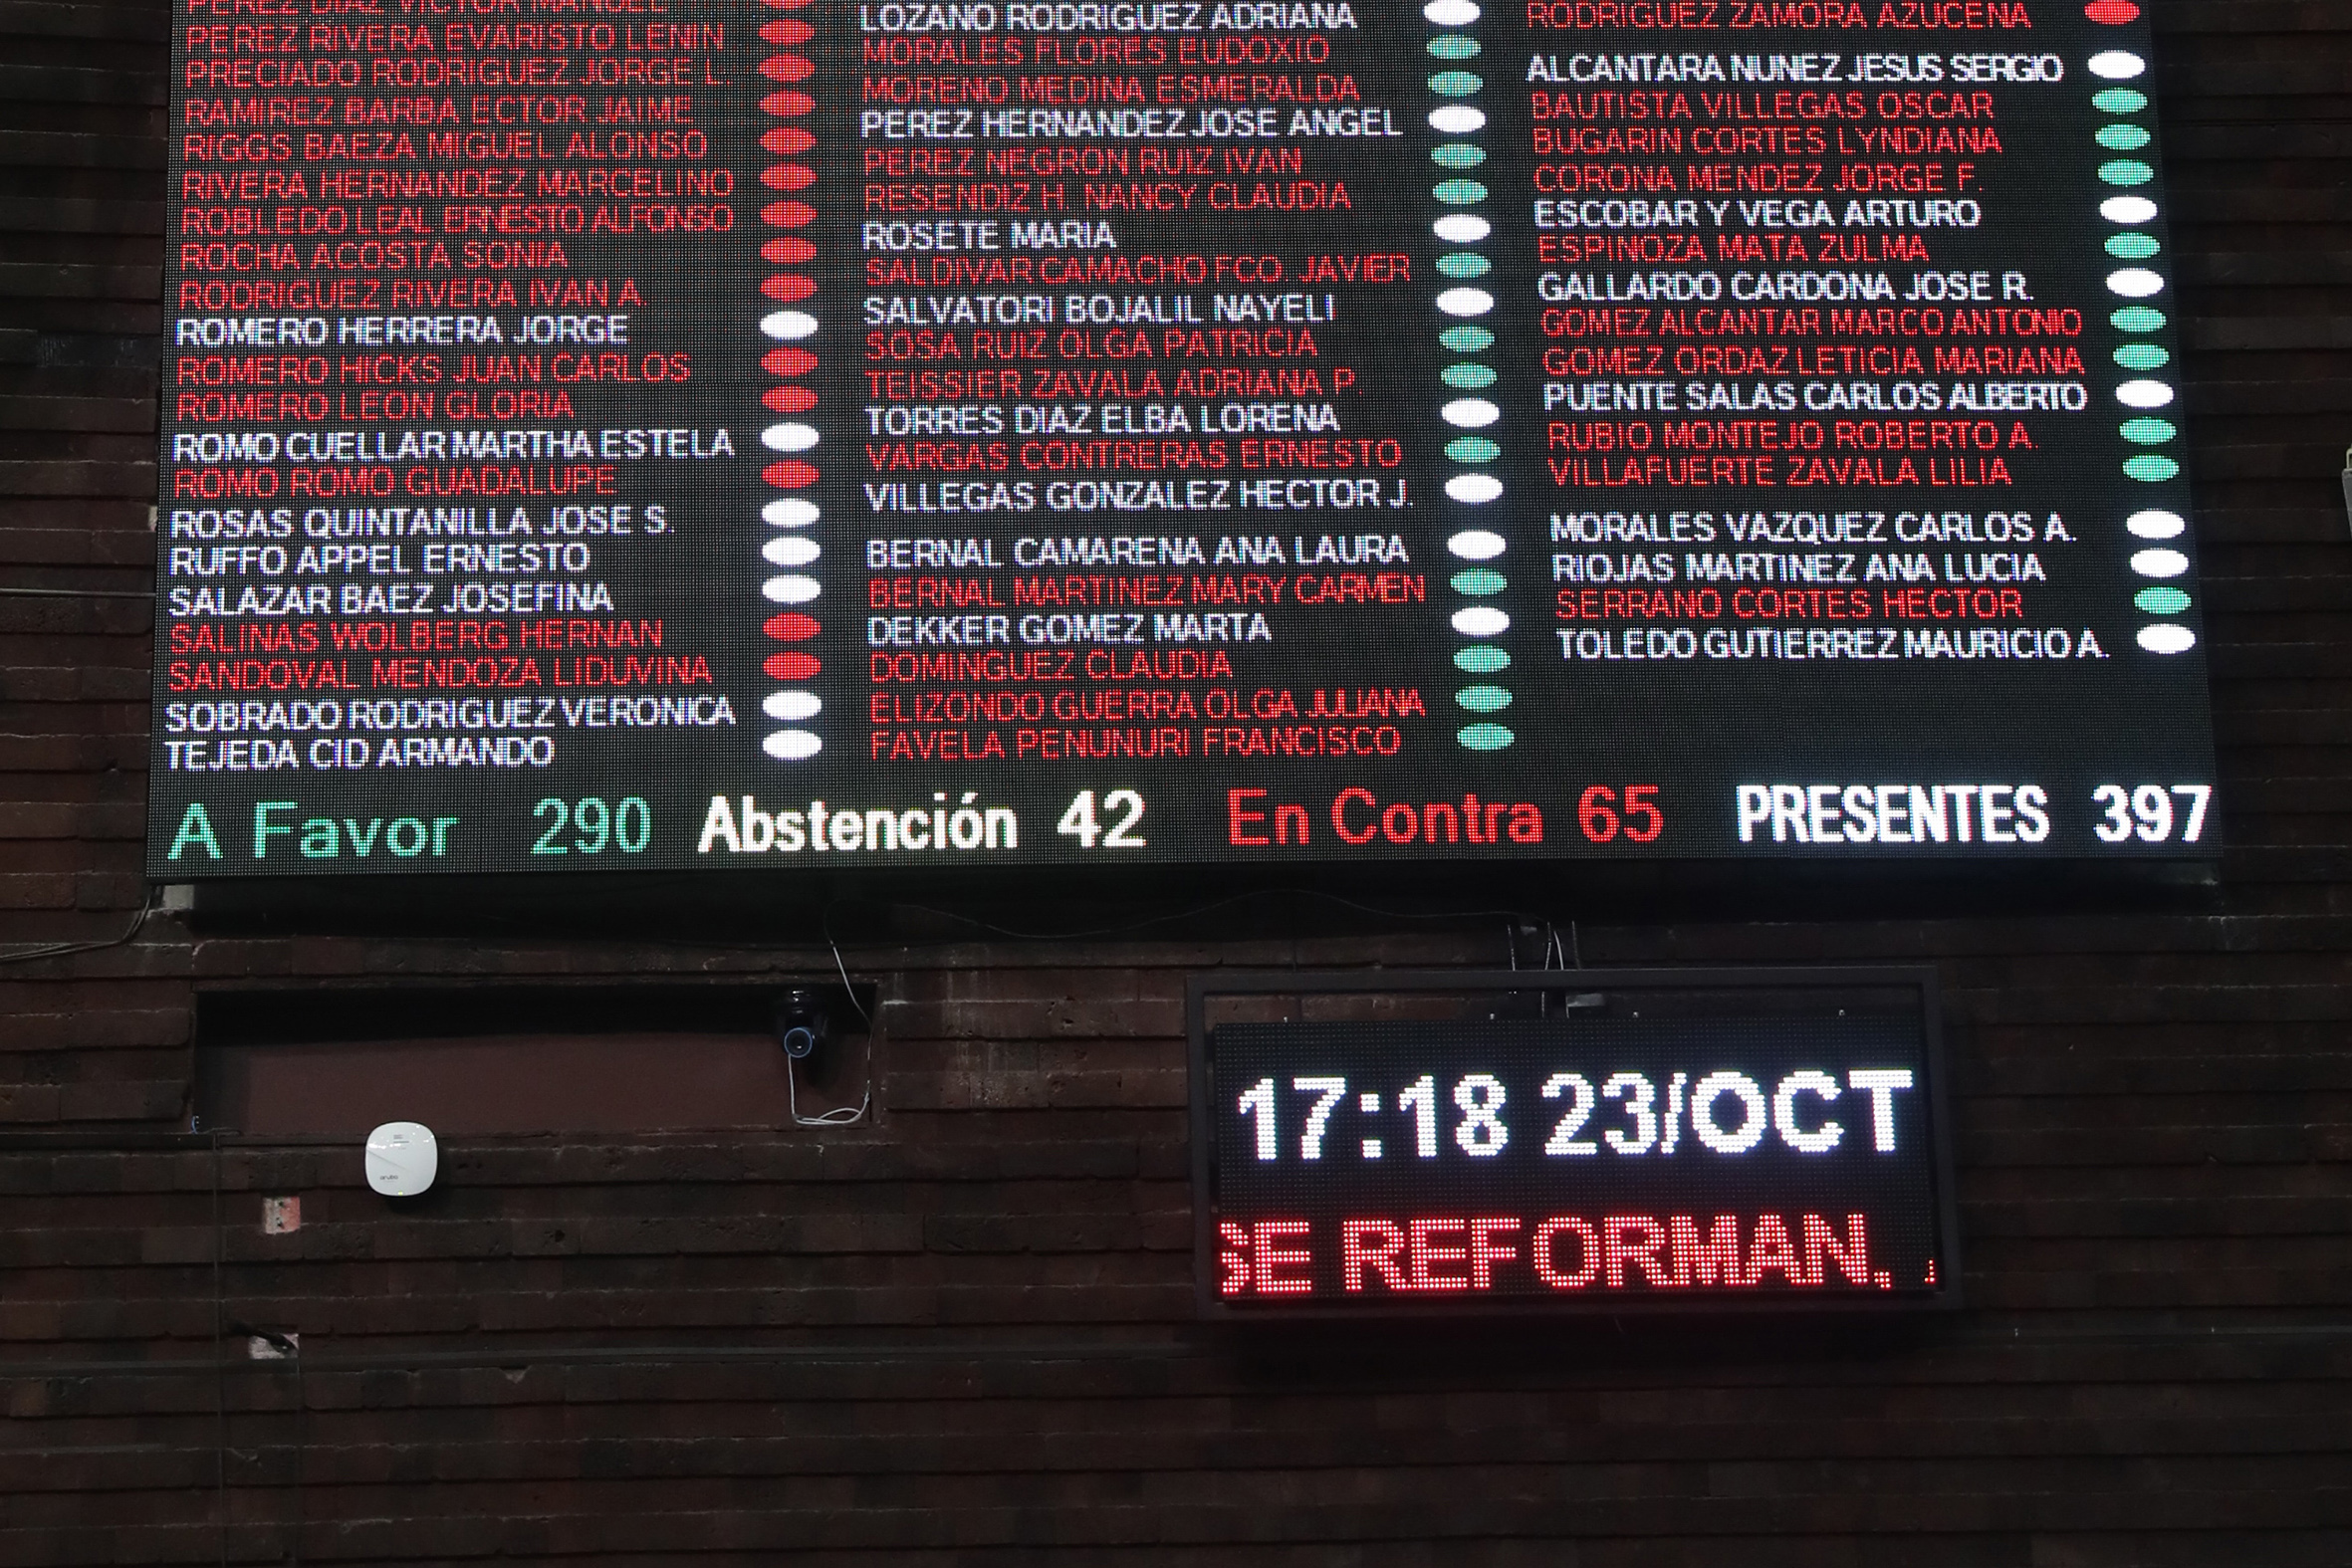 PEREZ DIAZ VICTOR MANUEL
PEREZ RIVERA EVARISTO LENIN
PRECIADO RODRIGUEZ JORGE L.
RAMIREZ BARBA ECTOR JAIME
RIGGS BAEZA MIGUEL ALONSO
RIVERA HERNANDEZ MARCELINO
ROBLEDO LEAL ERNESTO ALFONSO
ROCHA ACOSTA SONIA
RODRIGUEZ RIVERA IVAN A.
ROMERO HERRERA JORGE
ROMERO HICKS JUAN CARLOS
ROMERO LEON GLORIA
ROMO CUELLAR MARTHA ESTELA
ROMO ROMO GUADALUPE
ROSAS QUINTANILLA JOSE S.
RUFFO APPEL ERNESTO
SALAZAR BAEZ JOSEFINA
SALINAS WOLBERG HERNAN
SANDOVAL MENDOZA LIDUVINA
SOBRADO RODRIGUEZ VERONICA
TEJEDA CID ARMANDO
LOZANO RODRIGUEZ ADRIANA
MORALES FLORES EUDOXIO
MORENO MEDINA ESMERALDA
PEREZ HERNANDEZ JOSE ANGEL
PEREZ NEGRON RUIZ IVAN
RESENDIZ H. NANCY CLAUDIA
ROSETE MARIA
SALDIVAR CAMACHO FCO. JAVIER
SALVATORI BOJALIL NAYELI
SOSA RUIZ OLGA PATRICIA
TEISSIER ZAVALA ADRIANA P.
TORRES DIAZ ELBA LORENA
VARGAS CONTRERAS ERNESTO
VILLEGAS GONZALEZ HECTOR J.
BERNAL CAMARENA ANA LAURA
BERNAL MARTINEZ MARY CARMEN
DEKKER GOMEZ MARTA
DOMINGUEZ CLAUDIA
ELIZONDO GUERRA OLGA JULIANA
FAVELA PENUNURI FRANCISCO
RODRIGUEZ ZAMORA AZUCENA
ALCANTARA NUNEZ JESUS SERGIO
BAUTISTA VILLEGAS OSCAR
BUGARIN CORTES LYNDIANA
CORONA MENDEZ JORGE F.
ESCOBAR Y VEGA ARTURO
ESPINOZA MATA ZULMA
GALLARDO CARDONA JOSE R.
GOMEZ ALCANTAR MARCO ANTONIO
GOMEZ ORDAZ LETICIA MARIANA
PUENTE SALAS CARLOS ALBERTO
RUBIO MONTEJO ROBERTO A.
VILLAFUERTE ZAVALA LILIA
MORALES VAZQUEZ CARLOS A.
RIOJAS MARTINEZ ANA LUCIA
SERRANO CORTES HECTOR
TOLEDO GUTIERREZ MAURICIO A.
A Favor 290 Abstención 42 En Contra 65 PRESENTES 397
17:18 23/OCT
SE REFORMAN,
aruba